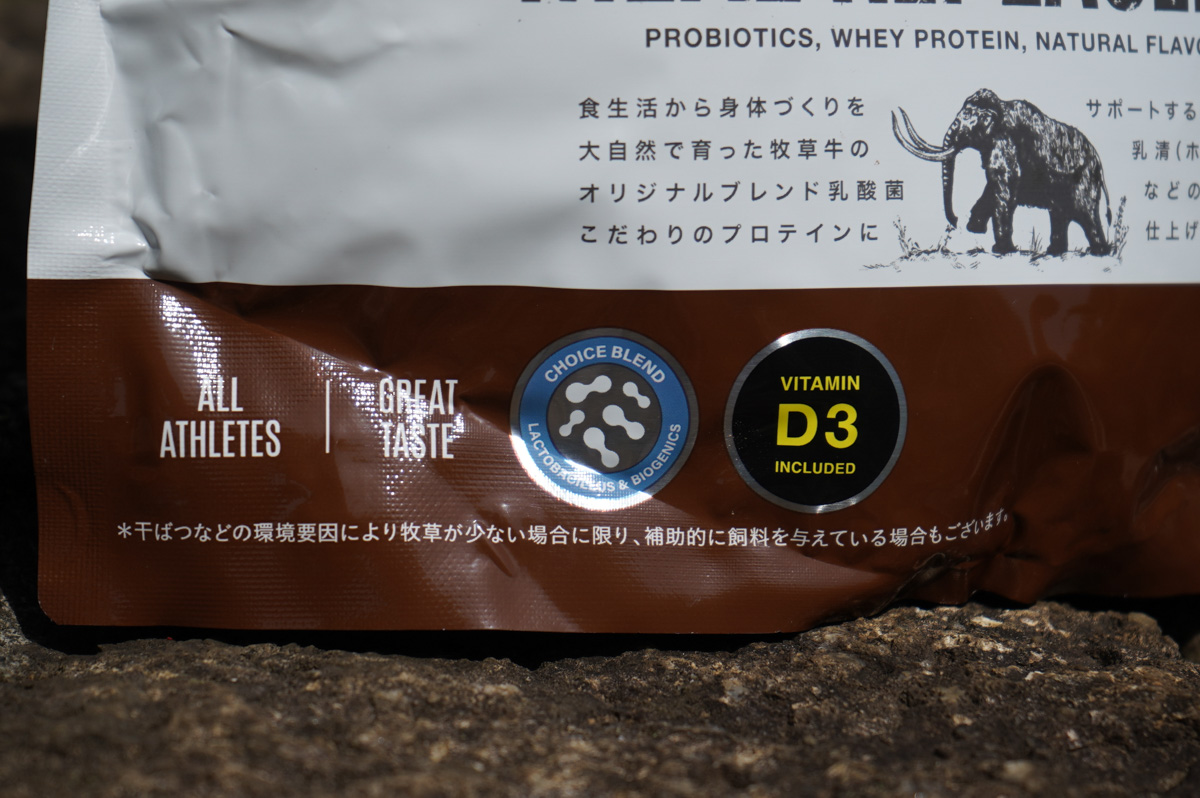 PROBIOTICS, WHEY PROTEIN, NATURAL
食生活から身体づくりを
大自然で育った牧草牛の
オリジナルブレンド乳酸菌
こだわりのプロテインに
サポートする
乳清(ホ
などの
仕上げ
ALL
ATHLETES
GREAT
TASTE
CHOICE BLEND
LACTOBACILLUS & BIOGENICS
VITAMIN
D3
INCLUDED
*干ばつなどの環境要因により牧草が少ない場合に限り、補助的に飼料を与えている場合もございます。